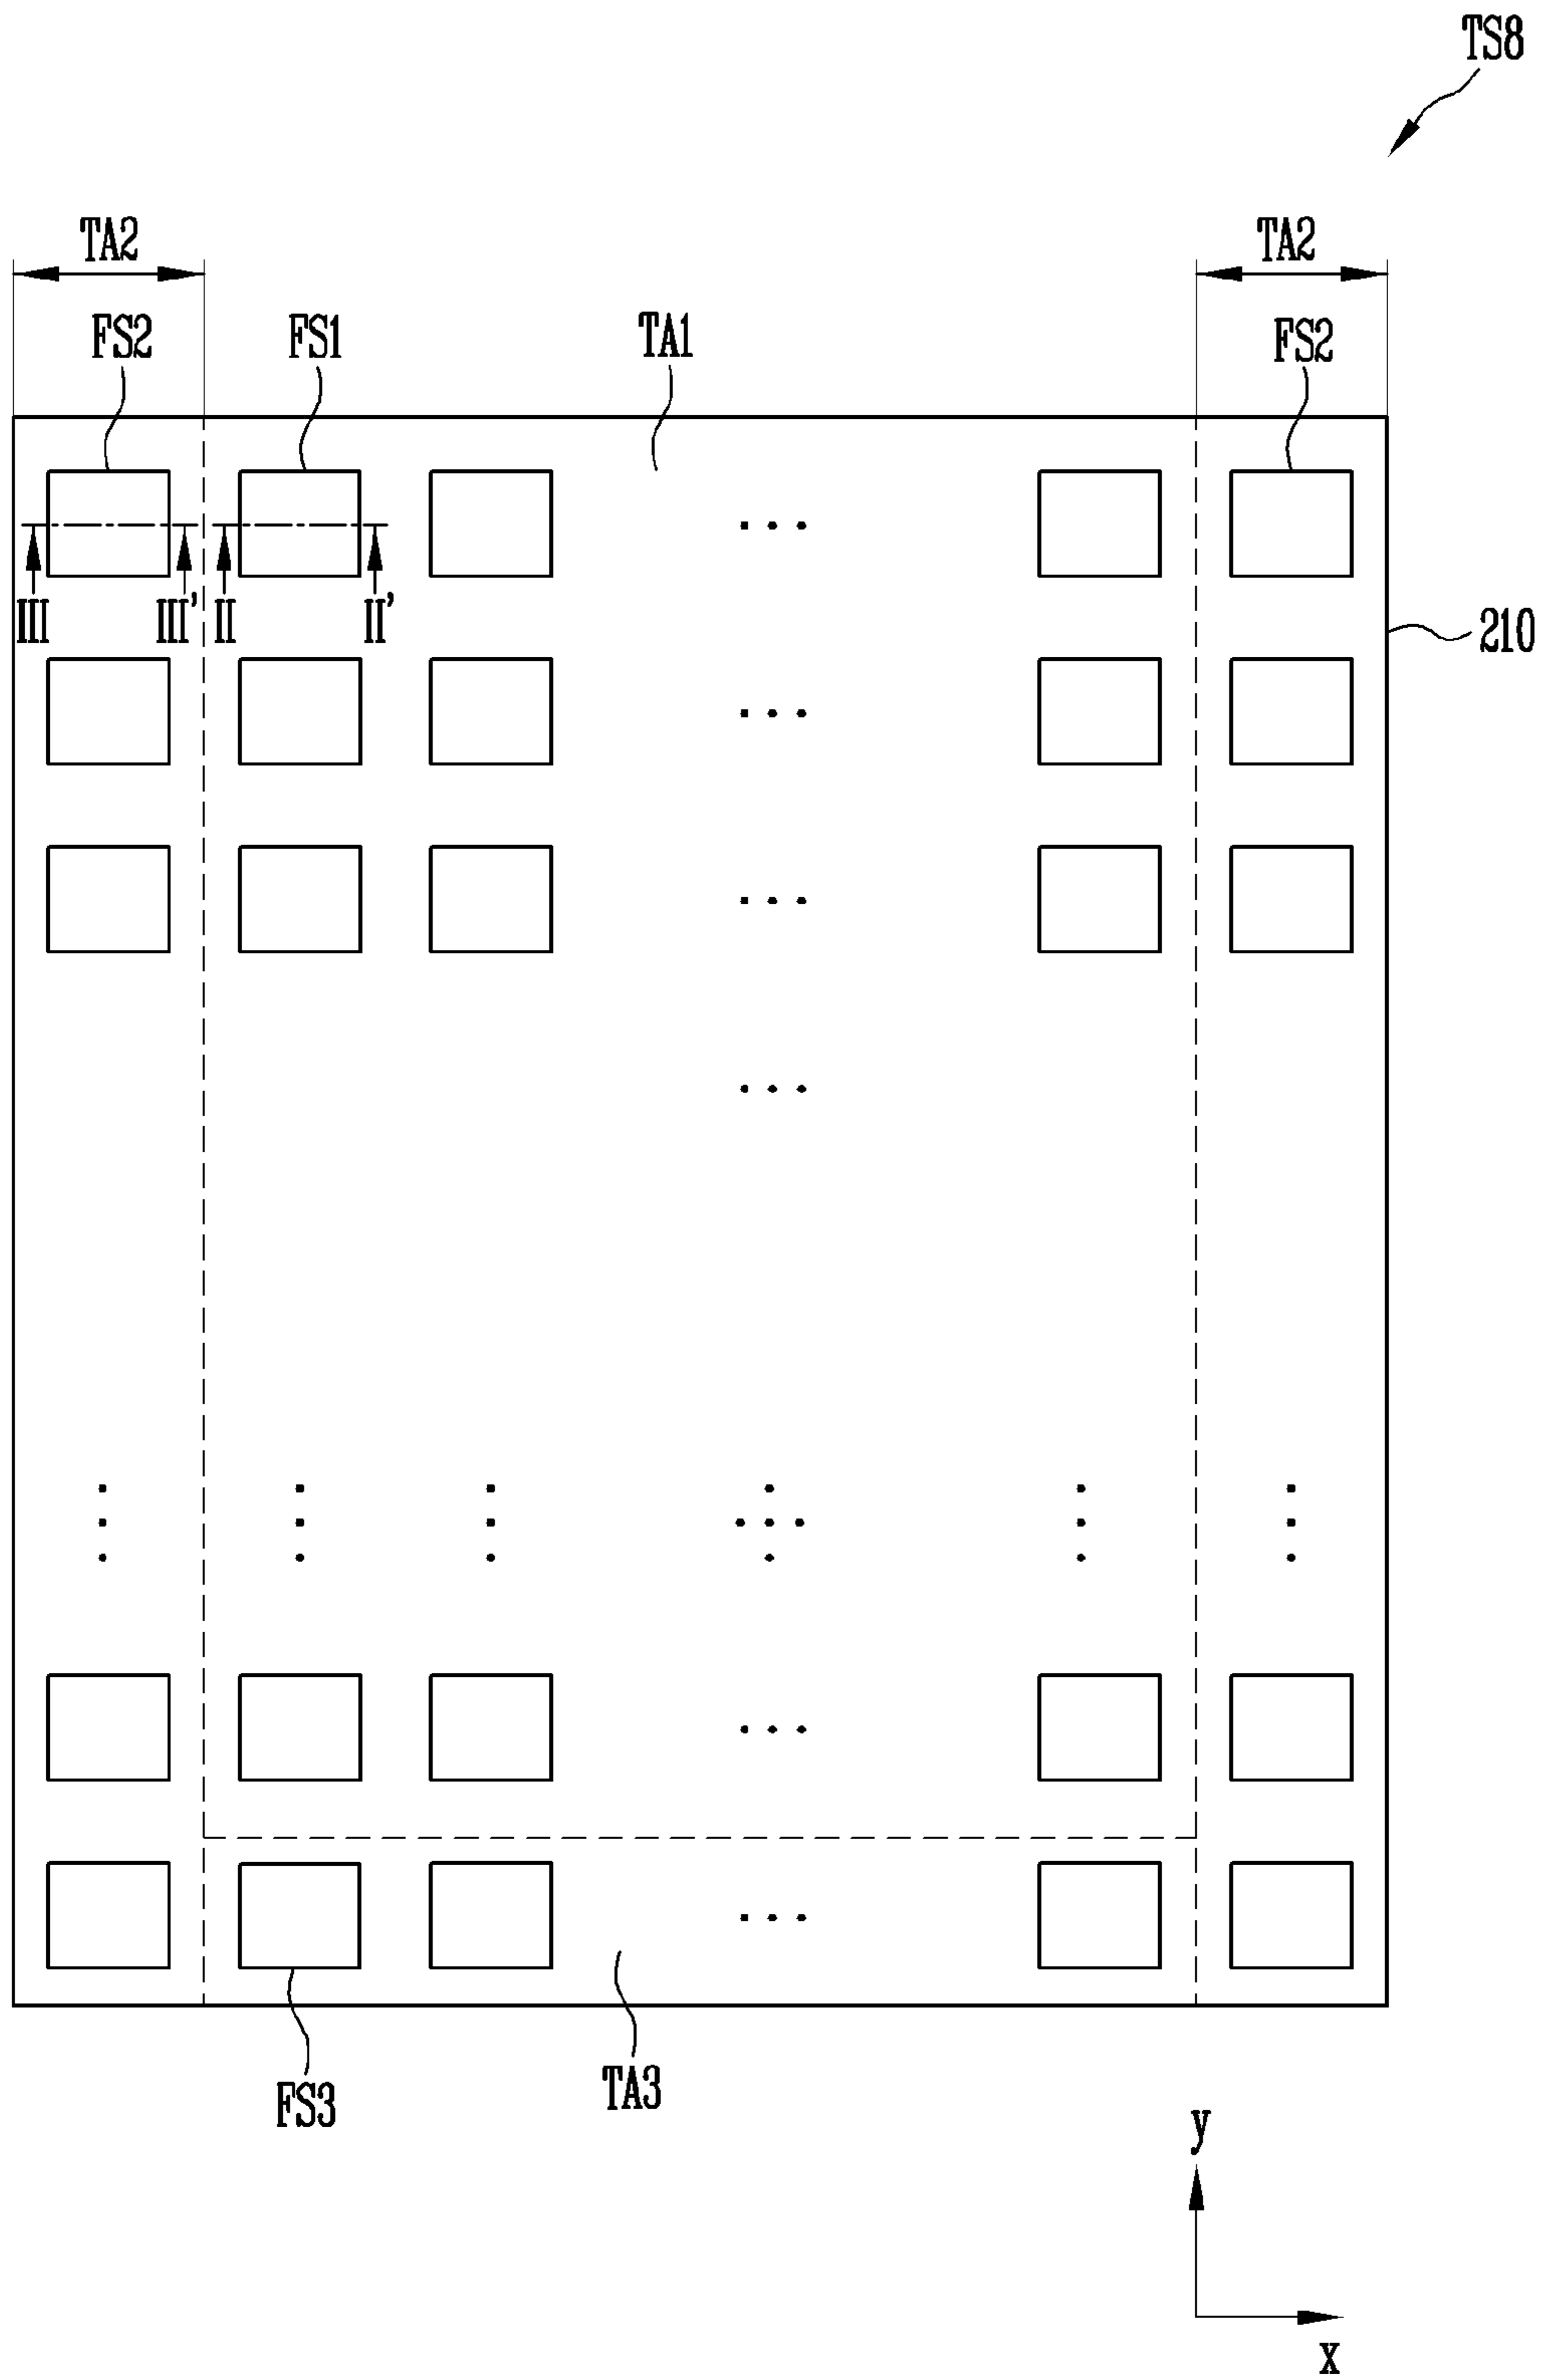 TS8
TA2 TA2
FS2 FS1 TA1 FS2
III III' II II'
210
FS3 TA3
y
x